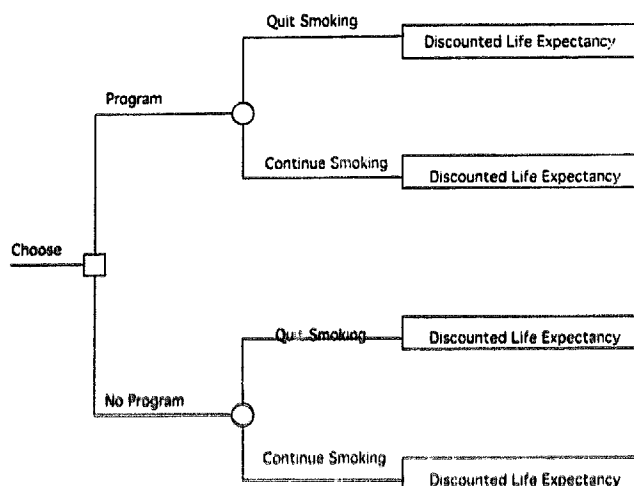 Quit Smoking
Discounted Life Expectancy
Program
Continue Smoking
Discounted Life Expectancy
Choose
Quit Smoking
Discounted Life Expectancy
No Program
Continue Smoking
Discounted Life Expectancy